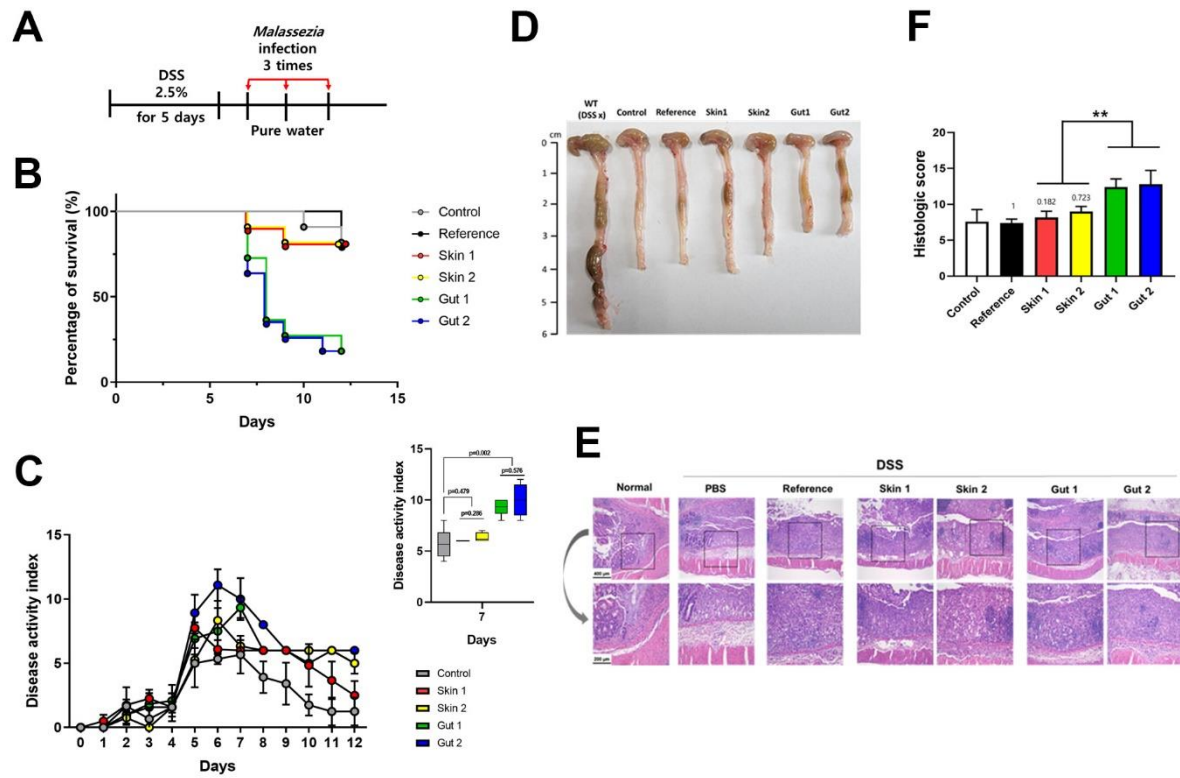 A
Malassezia
infection
3 times
DSS
2.5%
for 5 days
Pure water
B
Percentage of survival (%)
100
50
0
0
5
10
15
Days
Control
Reference
Skin 1
Skin 2
Gut 1
Gut 2
C
Disease activity index
15
10
5
0
0 1 2 3 4 5 6 7 8 9 10 11 12
Days
Disease activity index
15
10
5
0
p=0.002
p=0.576
p=0.479
p=0.286
7
Days
Control
Skin 1
Skin 2
Gut 1
Gut 2
D
WT
(DSS x)
Control
Reference
Skin1
Skin2
Gut1
Gut2
cm
0
1
2
3
4
5
6
F
Histologic score
20
15
10
5
0
**
1
0.182
0.723
Control
Reference
Skin 1
Skin 2
Gut 1
Gut 2
E
DSS
Normal
PBS
Reference
Skin 1
Skin 2
Gut 1
Gut 2
400 μm
200 μm